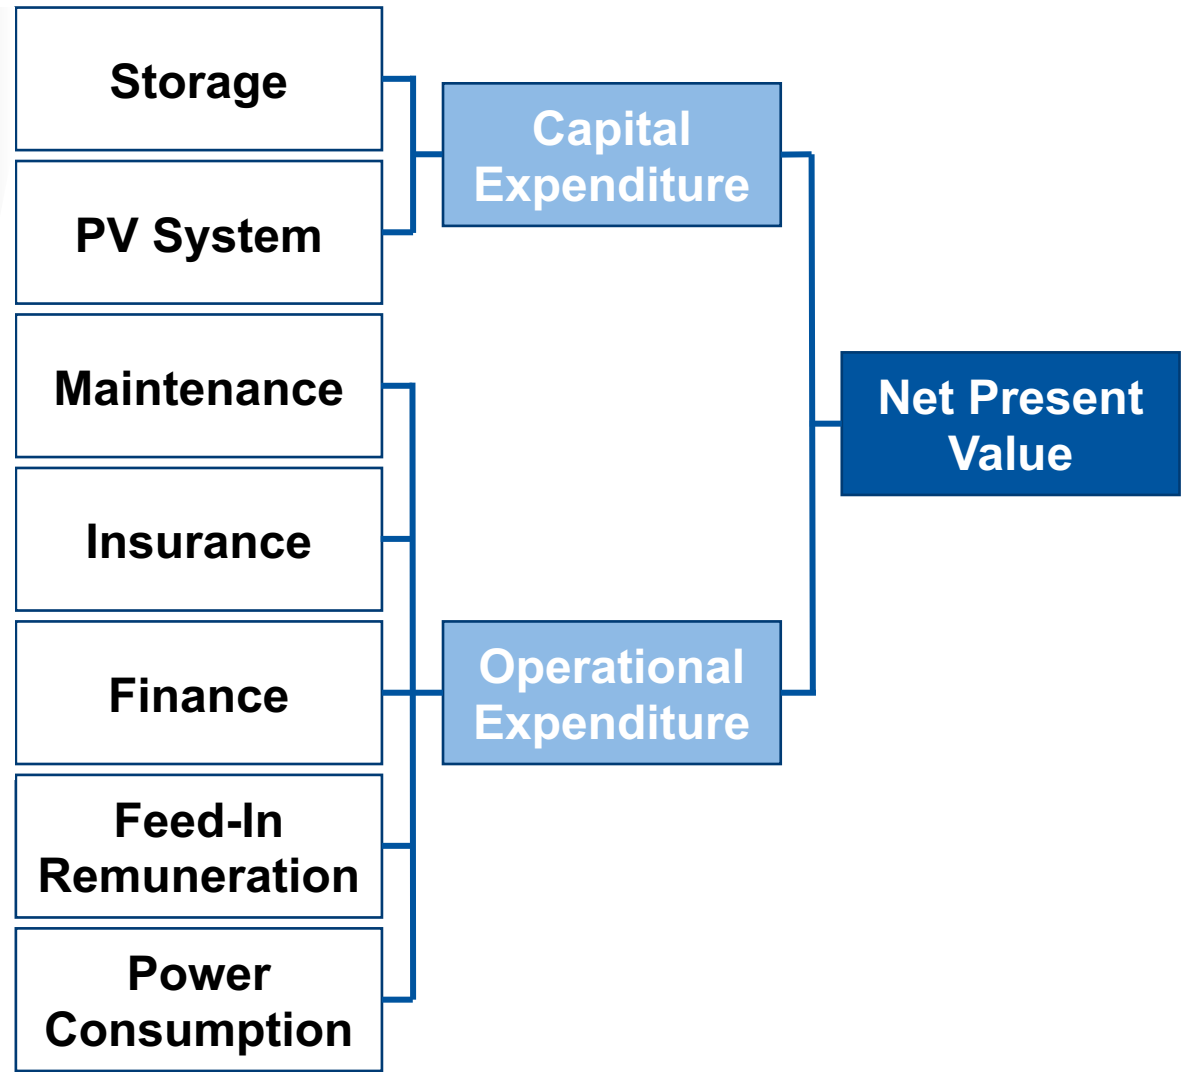 Storage
PV System
Maintenance
Insurance
Finance
Feed-In
Remuneration
Power
Consumption
Capital
Expenditure
Operational
Expenditure
Net Present
Value